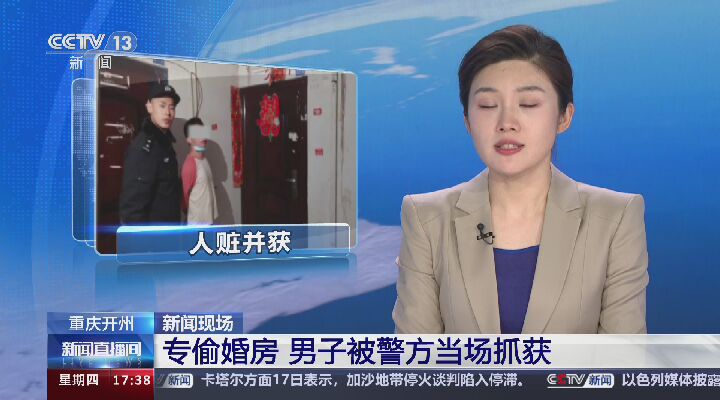 CCTV 13
新闻
人赃并获
重庆开州 新闻现场
新闻直播间
专偷婚房 男子被警方当场抓获
星期四 17:38 新闻 卡塔尔方面17日表示，加沙地带停火谈判陷入停滞。 CCTV 新闻 以色列媒体披露